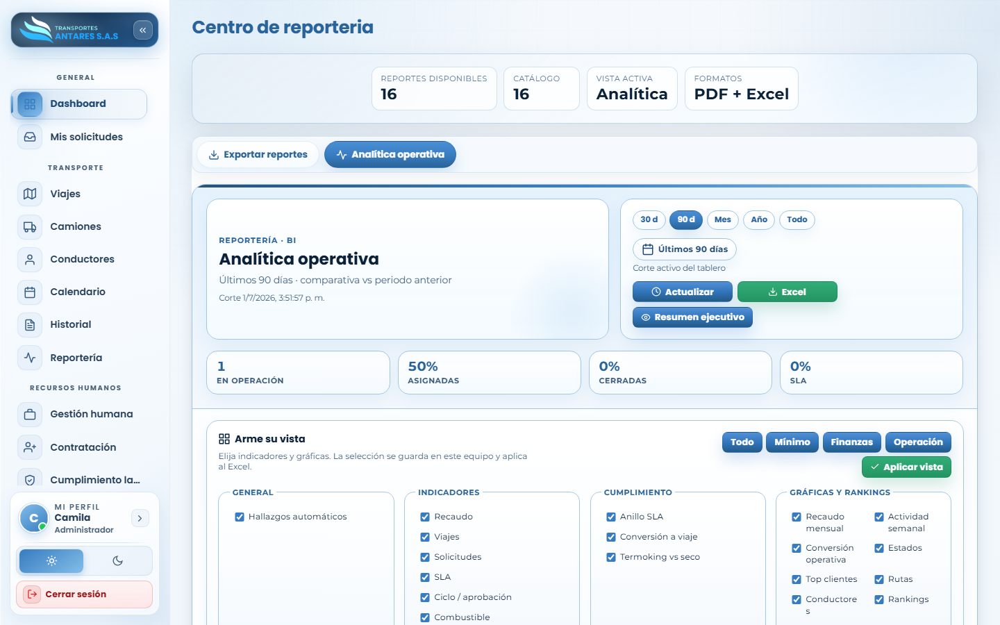 TRANSPORTES
ANTARES S.A.S
GENERAL
Dashboard
Mis solicitudes
TRANSPORTE
Viajes
Camiones
Conductores
Calendario
Historial
Reportería
RECURSOS HUMANOS
Gestión humana
Contratación
Cumplimiento la...
C
MI PERFIL
Camila
Administrador
Cerrar sesión
Centro de reporteria
REPORTES DISPONIBLES
16
CATÁLOGO
16
VISTA ACTIVA
Analítica
FORMATOS
PDF + Excel
Exportar reportes
Analítica operativa
REPORTERÍA · BI
Analítica operativa
Últimos 90 días · comparativa vs periodo anterior
Corte 1/7/2026, 3:51:57 p. m.
30 d
90 d
Mes
Año
Todo
Últimos 90 días
Corte activo del tablero
Actualizar
Excel
Resumen ejecutivo
1
EN OPERACIÓN
50%
ASIGNADAS
0%
CERRADAS
0%
SLA
Arme su vista
Elija indicadores y gráficas. La selección se guarda en este equipo y aplica
al Excel.
Todo
Mínimo
Finanzas
Operación
Aplicar vista
GENERAL
Hallazgos automáticos
INDICADORES
Recaudo
Viajes
Solicitudes
SLA
Ciclo / aprobación
Combustible
CUMPLIMIENTO
Anillo SLA
Conversión a viaje
Termoking vs seco
GRÁFICAS Y RANKINGS
Recaudo
mensual
Actividad
semanal
Conversión
operativa
Estados
Top clientes
Rutas
Conductore
s
Rankings